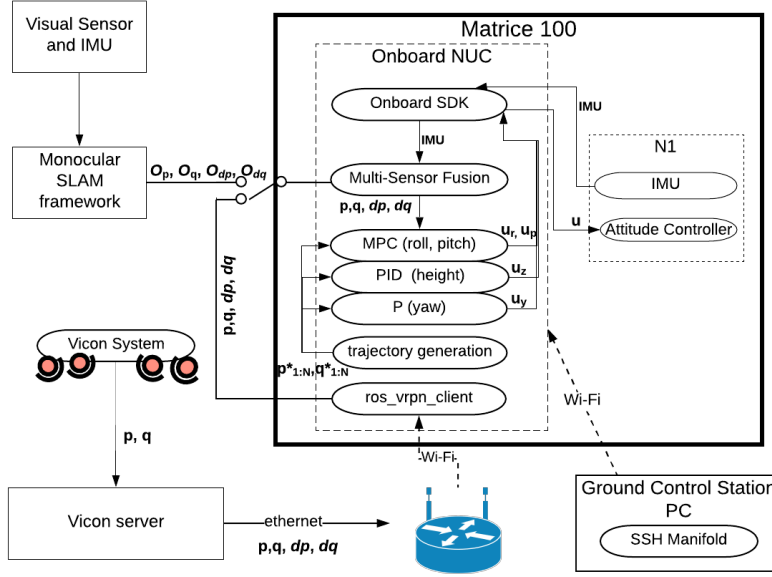 Visual Sensor
and IMU
Matrice 100
Onboard NUC
Onboard SDK
IMU
IMU
N1
IMU
Attitude Controller
u
Monocular
SLAM
framework
Op, Oq, Odp, Odq
Multi-Sensor Fusion
p,q, dp, dq
MPC (roll, pitch)
ur, up
PID (height)
uz
P (yaw)
uy
trajectory generation
p*1:N,q*1:N
ros_vrpn_client
p,q, dp, dq
Vicon System
p, q
Wi-Fi
Wi-Fi
Vicon server
ethernet
p,q, dp, dq
Ground Control Station
PC
SSH Manifold